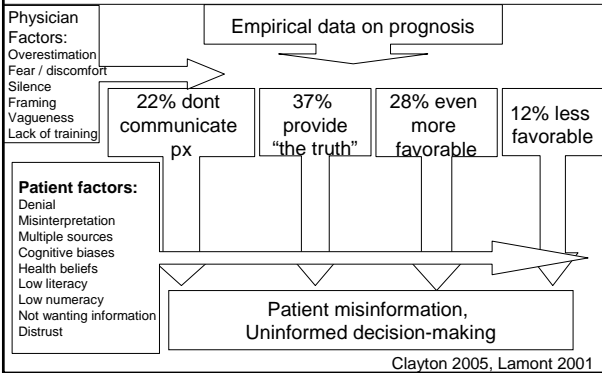 Physician
Factors:
Overestimation
Fear / discomfort
Silence
Framing
Vagueness
Lack of training
Empirical data on prognosis
22% dont
communicate
px
37%
provide
“the truth”
28% even
more
favorable
12% less
favorable
Patient factors:
Denial
Misinterpretation
Multiple sources
Cognitive biases
Health beliefs
Low literacy
Low numeracy
Not wanting information
Distrust
Patient misinformation,
Uninformed decision-making
Clayton 2005, Lamont 2001